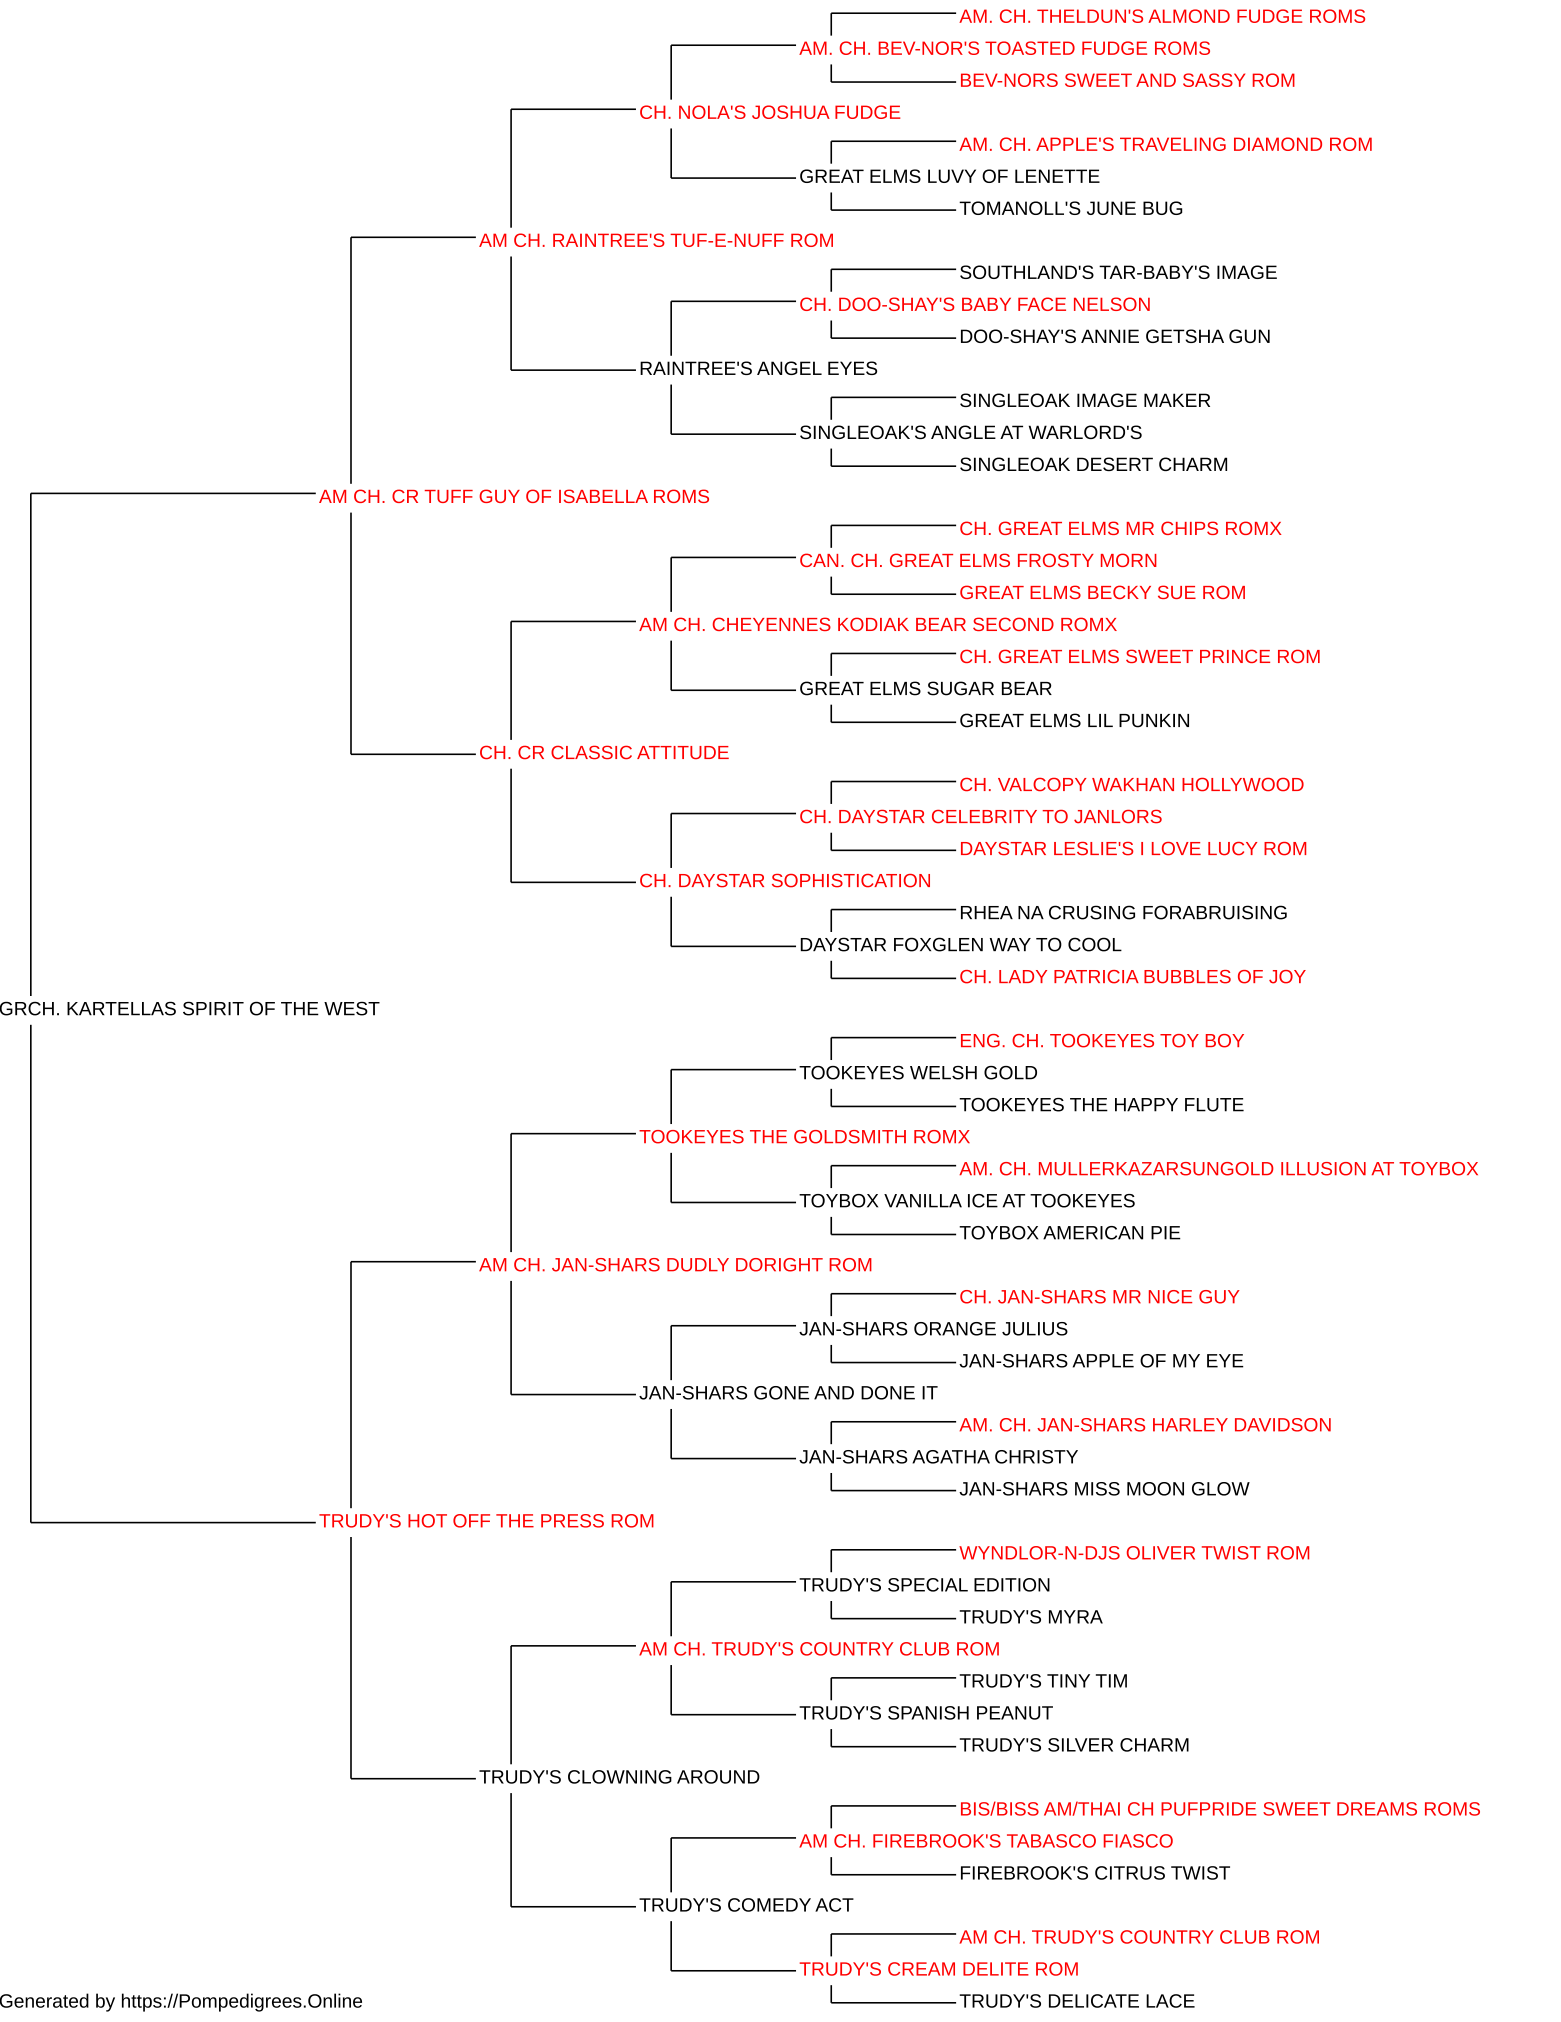 AM. CH. THELDUN'S ALMOND FUDGE ROMS
AM. CH. BEV-NOR'S TOASTED FUDGE ROMS
BEV-NORS SWEET AND SASSY ROM
CH. NOLA'S JOSHUA FUDGE
AM. CH. APPLE'S TRAVELING DIAMOND ROM
GREAT ELMS LUVY OF LENETTE
TOMANOLL'S JUNE BUG
AM CH. RAINTREE'S TUF-E-NUFF ROM
SOUTHLAND'S TAR-BABY'S IMAGE
CH. DOO-SHAY'S BABY FACE NELSON
DOO-SHAY'S ANNIE GETSHA GUN
RAINTREE'S ANGEL EYES
SINGLEOAK IMAGE MAKER
SINGLEOAK'S ANGLE AT WARLORD'S
SINGLEOAK DESERT CHARM
AM CH. CR TUFF GUY OF ISABELLA ROMS
CH. GREAT ELMS MR CHIPS ROMX
CAN. CH. GREAT ELMS FROSTY MORN
GREAT ELMS BECKY SUE ROM
AM CH. CHEYENNES KODIAK BEAR SECOND ROMX
CH. GREAT ELMS SWEET PRINCE ROM
GREAT ELMS SUGAR BEAR
GREAT ELMS LIL PUNKIN
CH. CR CLASSIC ATTITUDE
CH. VALCOPY WAKHAN HOLLYWOOD
CH. DAYSTAR CELEBRITY TO JANLORS
DAYSTAR LESLIE'S I LOVE LUCY ROM
CH. DAYSTAR SOPHISTICATION
RHEA NA CRUSING FORABRUISING
DAYSTAR FOXGLEN WAY TO COOL
CH. LADY PATRICIA BUBBLES OF JOY
GRCH. KARTELLAS SPIRIT OF THE WEST
ENG. CH. TOOKEYES TOY BOY
TOOKEYES WELSH GOLD
TOOKEYES THE HAPPY FLUTE
TOOKEYES THE GOLDSMITH ROMX
AM. CH. MULLERKAZARSUNGOLD ILLUSION AT TOYBOX
TOYBOX VANILLA ICE AT TOOKEYES
TOYBOX AMERICAN PIE
AM CH. JAN-SHARS DUDLY DORIGHT ROM
CH. JAN-SHARS MR NICE GUY
JAN-SHARS ORANGE JULIUS
JAN-SHARS APPLE OF MY EYE
JAN-SHARS GONE AND DONE IT
AM. CH. JAN-SHARS HARLEY DAVIDSON
JAN-SHARS AGATHA CHRISTY
JAN-SHARS MISS MOON GLOW
TRUDY'S HOT OFF THE PRESS ROM
WYNDLOR-N-DJS OLIVER TWIST ROM
TRUDY'S SPECIAL EDITION
TRUDY'S MYRA
AM CH. TRUDY'S COUNTRY CLUB ROM
TRUDY'S TINY TIM
TRUDY'S SPANISH PEANUT
TRUDY'S SILVER CHARM
TRUDY'S CLOWNING AROUND
BIS/BISS AM/THAI CH PUFPRIDE SWEET DREAMS ROMS
AM CH. FIREBROOK'S TABASCO FIASCO
FIREBROOK'S CITRUS TWIST
TRUDY'S COMEDY ACT
AM CH. TRUDY'S COUNTRY CLUB ROM
TRUDY'S CREAM DELITE ROM
TRUDY'S DELICATE LACE
Generated by https://Pompedigrees.Online